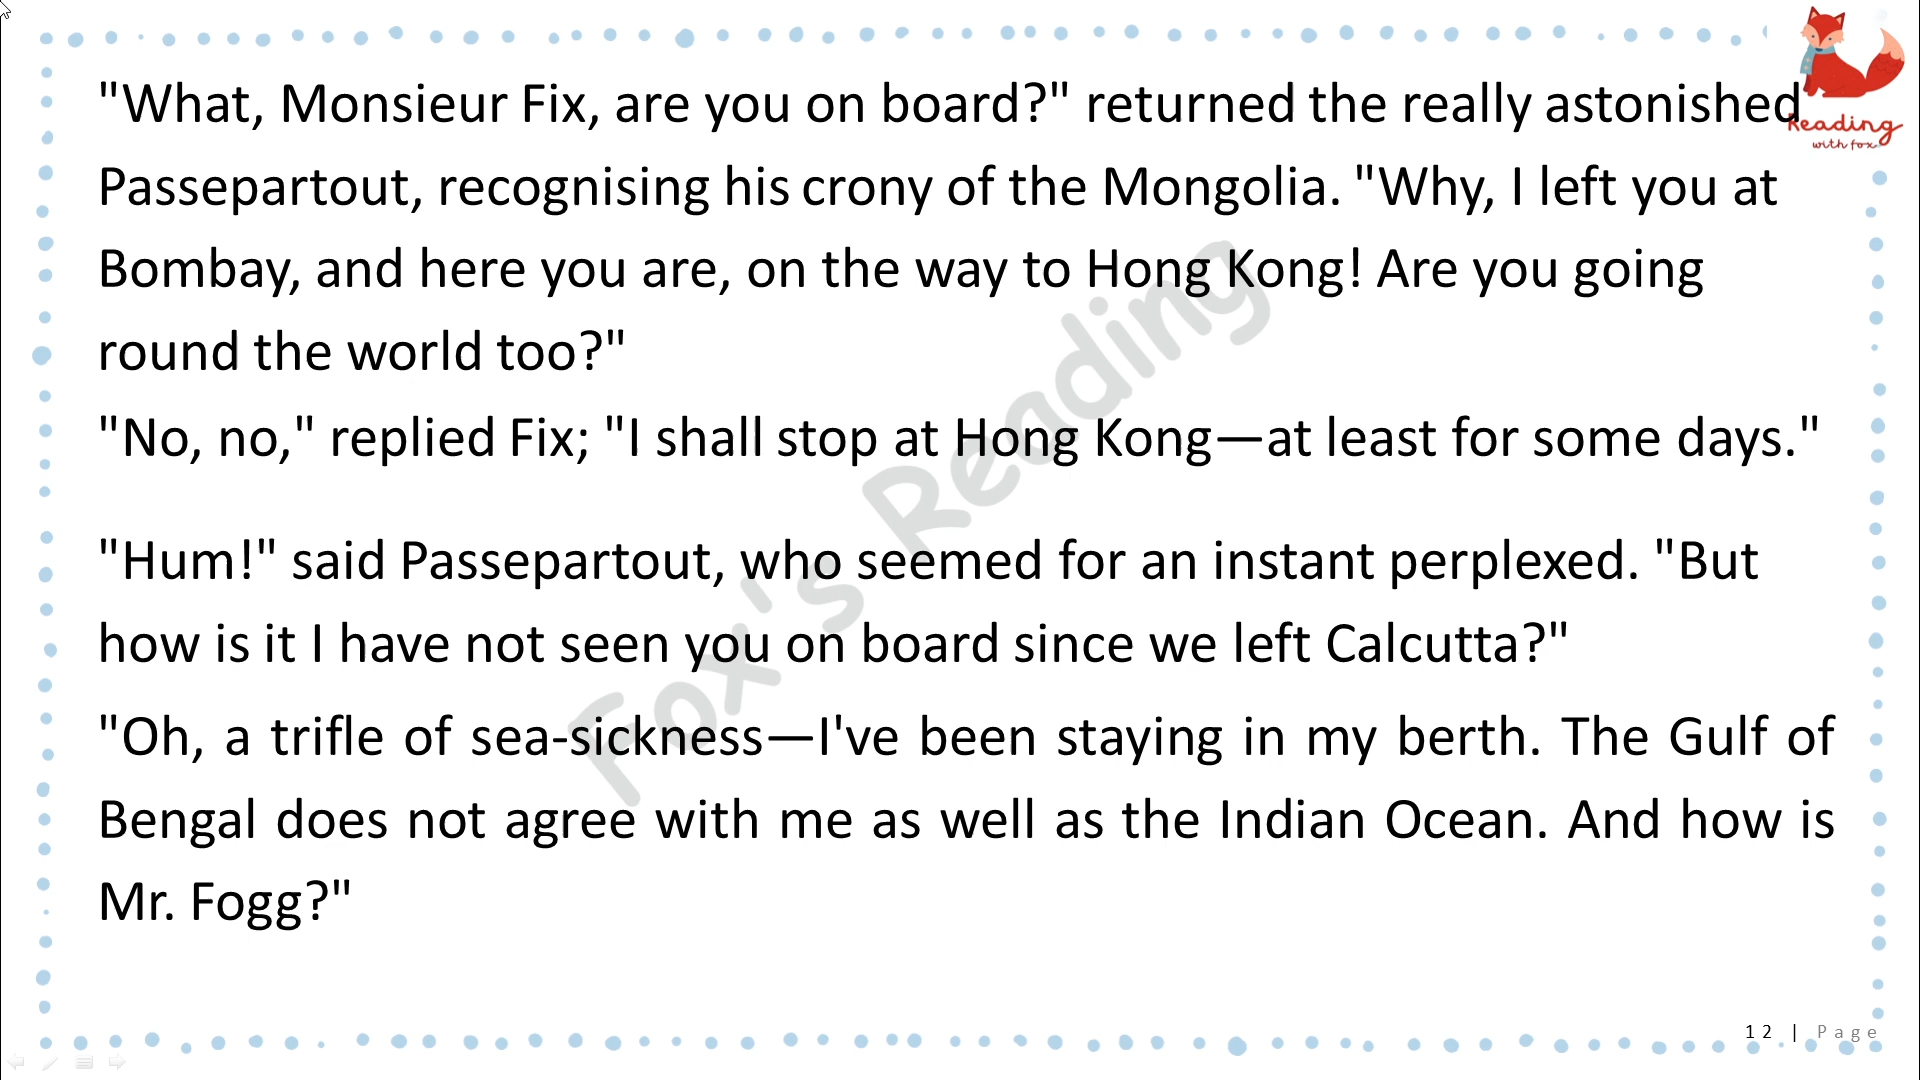 "What, Monsieur Fix, are you on board?" returned the really astonished
Passepartout, recognising his crony of the Mongolia. "Why, I left you at
Bombay, and here you are, on the way to Hong Kong! Are you going
round the world too?"
"No, no," replied Fix; "I shall stop at Hong Kong—at least for some days."
"Hum!" said Passepartout, who seemed for an instant perplexed. "But
how is it I have not seen you on board since we left Calcutta?"
"Oh, a trifle of sea-sickness—I've been staying in my berth. The Gulf of
Bengal does not agree with me as well as the Indian Ocean. And how is
Mr. Fogg?"
Reading
with fox
Fox's Reading
12 | Page